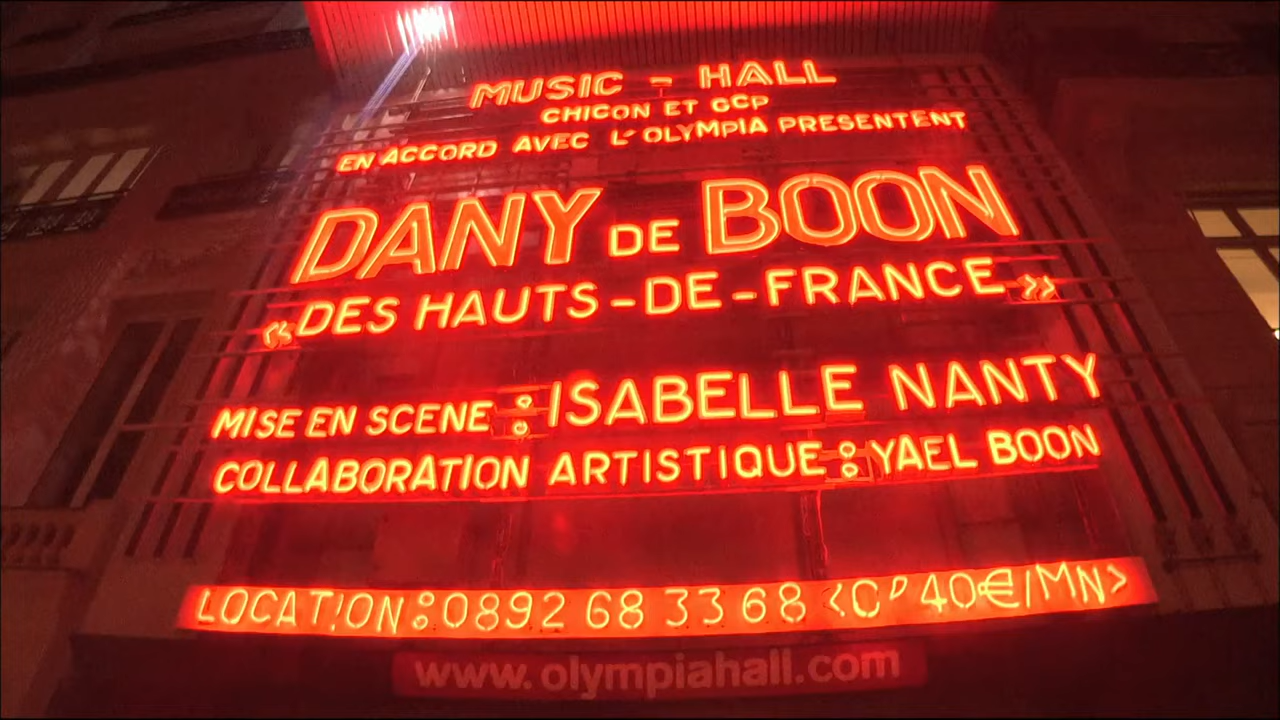 MUSIC - HALL
CHICON ET GCP
EN ACCORD AVEC L'OLYMPIA PRESENTENT
DANY DE BOON
«DES HAUTS-DE-FRANCE»
MISE EN SCENE : ISABELLE NANTY
COLLABORATION ARTISTIQUE : YAEL BOON
LOCATION : 0892 68 33 68 <0,40€/MN>
www.olympiahall.com